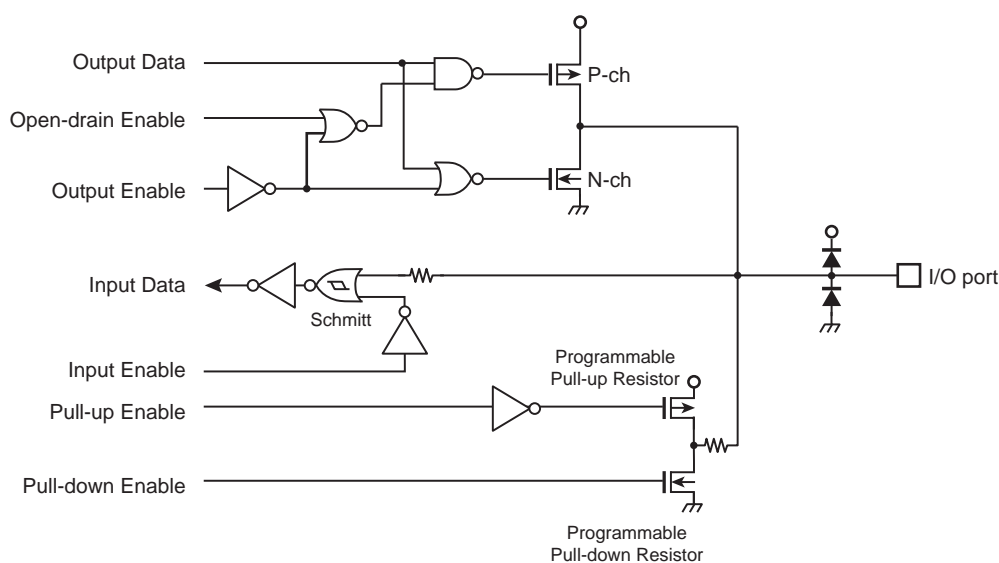 Output Data
P-ch
Open-drain Enable
Output Enable
N-ch
Input Data
I/O port
Schmitt
Input Enable
Programmable
Pull-up Resistor
Pull-up Enable
Pull-down Enable
Programmable
Pull-down Resistor